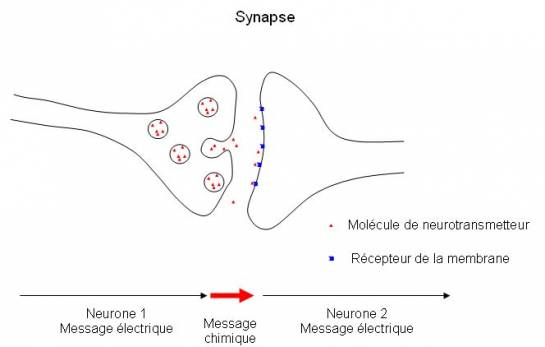 Synapse
Molécule de neurotransmetteur
Récepteur de la membrane
Neurone 1
Message électrique
Message
chimique
Neurone 2
Message électrique